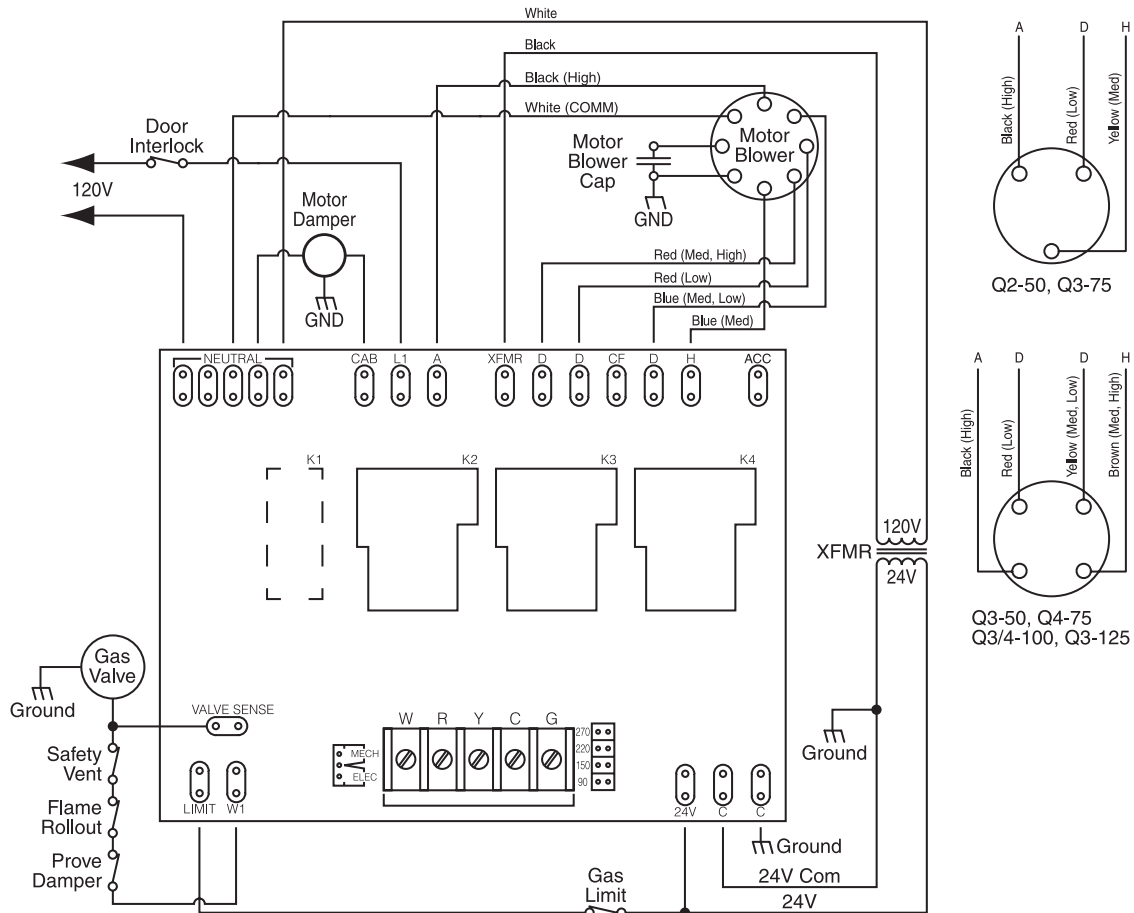 White
Black
Black (High)
White (COMM)
Door
Interlock
120V
Motor
Damper
GND
Motor
Blower
Cap
GND
Motor
Blower
Red (Med, High)
Red (Low)
Blue (Med, Low)
Blue (Med)
A D H
Black (High)
Red (Low)
Yellow (Med)
Q2-50, Q3-75
NEUTRAL CAB L1 A XFMR D D CF D H ACC
A D D H
Black (High)
Red (Low)
Yellow (Med, Low)
Brown (Med, High)
Q3-50, Q4-75
Q3/4-100, Q3-125
K1 K2 K3 K4
120V
XFMR
24V
Gas
Valve
Ground
VALVE SENSE
Safety
Vent
Flame
Rollout
Prove
Damper
LIMIT W1
MECH
ELEC
W R Y C G
270
220
150
90
Ground
24V C C
Ground
24V Com
Gas
Limit
24V